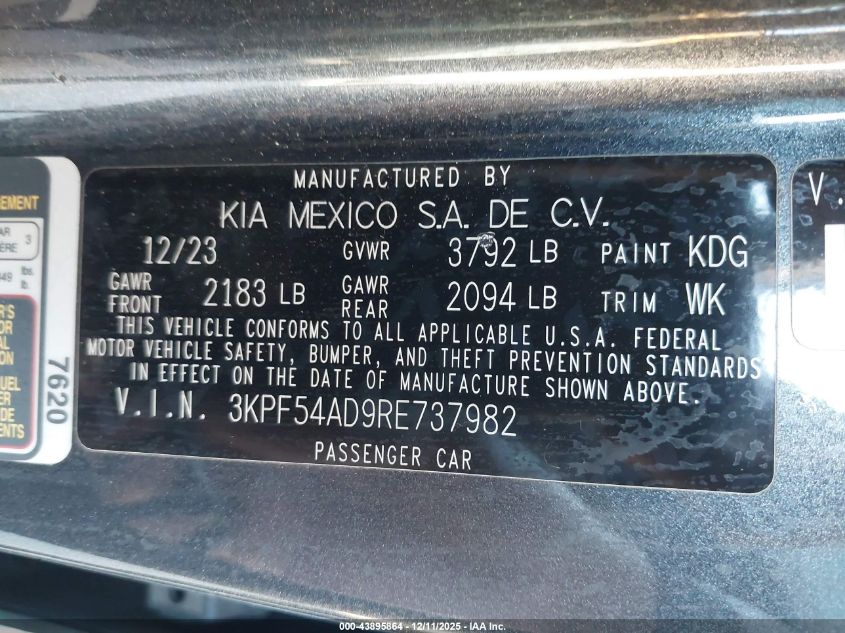 MANUFACTURED BY
KIA MEXICO S.A. DE C.V.
12/23 GVWR 3792 LB PAINT KDG
GAWR FRONT 2183 LB GAWR REAR 2094 LB TRIM WK
THIS VEHICLE CONFORMS TO ALL APPLICABLE U.S.A. FEDERAL
MOTOR VEHICLE SAFETY, BUMPER, AND THEFT PREVENTION STANDARDS
IN EFFECT ON THE DATE OF MANUFACTURE SHOWN ABOVE.
V.I.N. 3KPF54AD9RE737982
PASSENGER CAR
7620
3
lbs.
lb.
V.
000-43895864 - 12/11/2025 - IAA Inc.